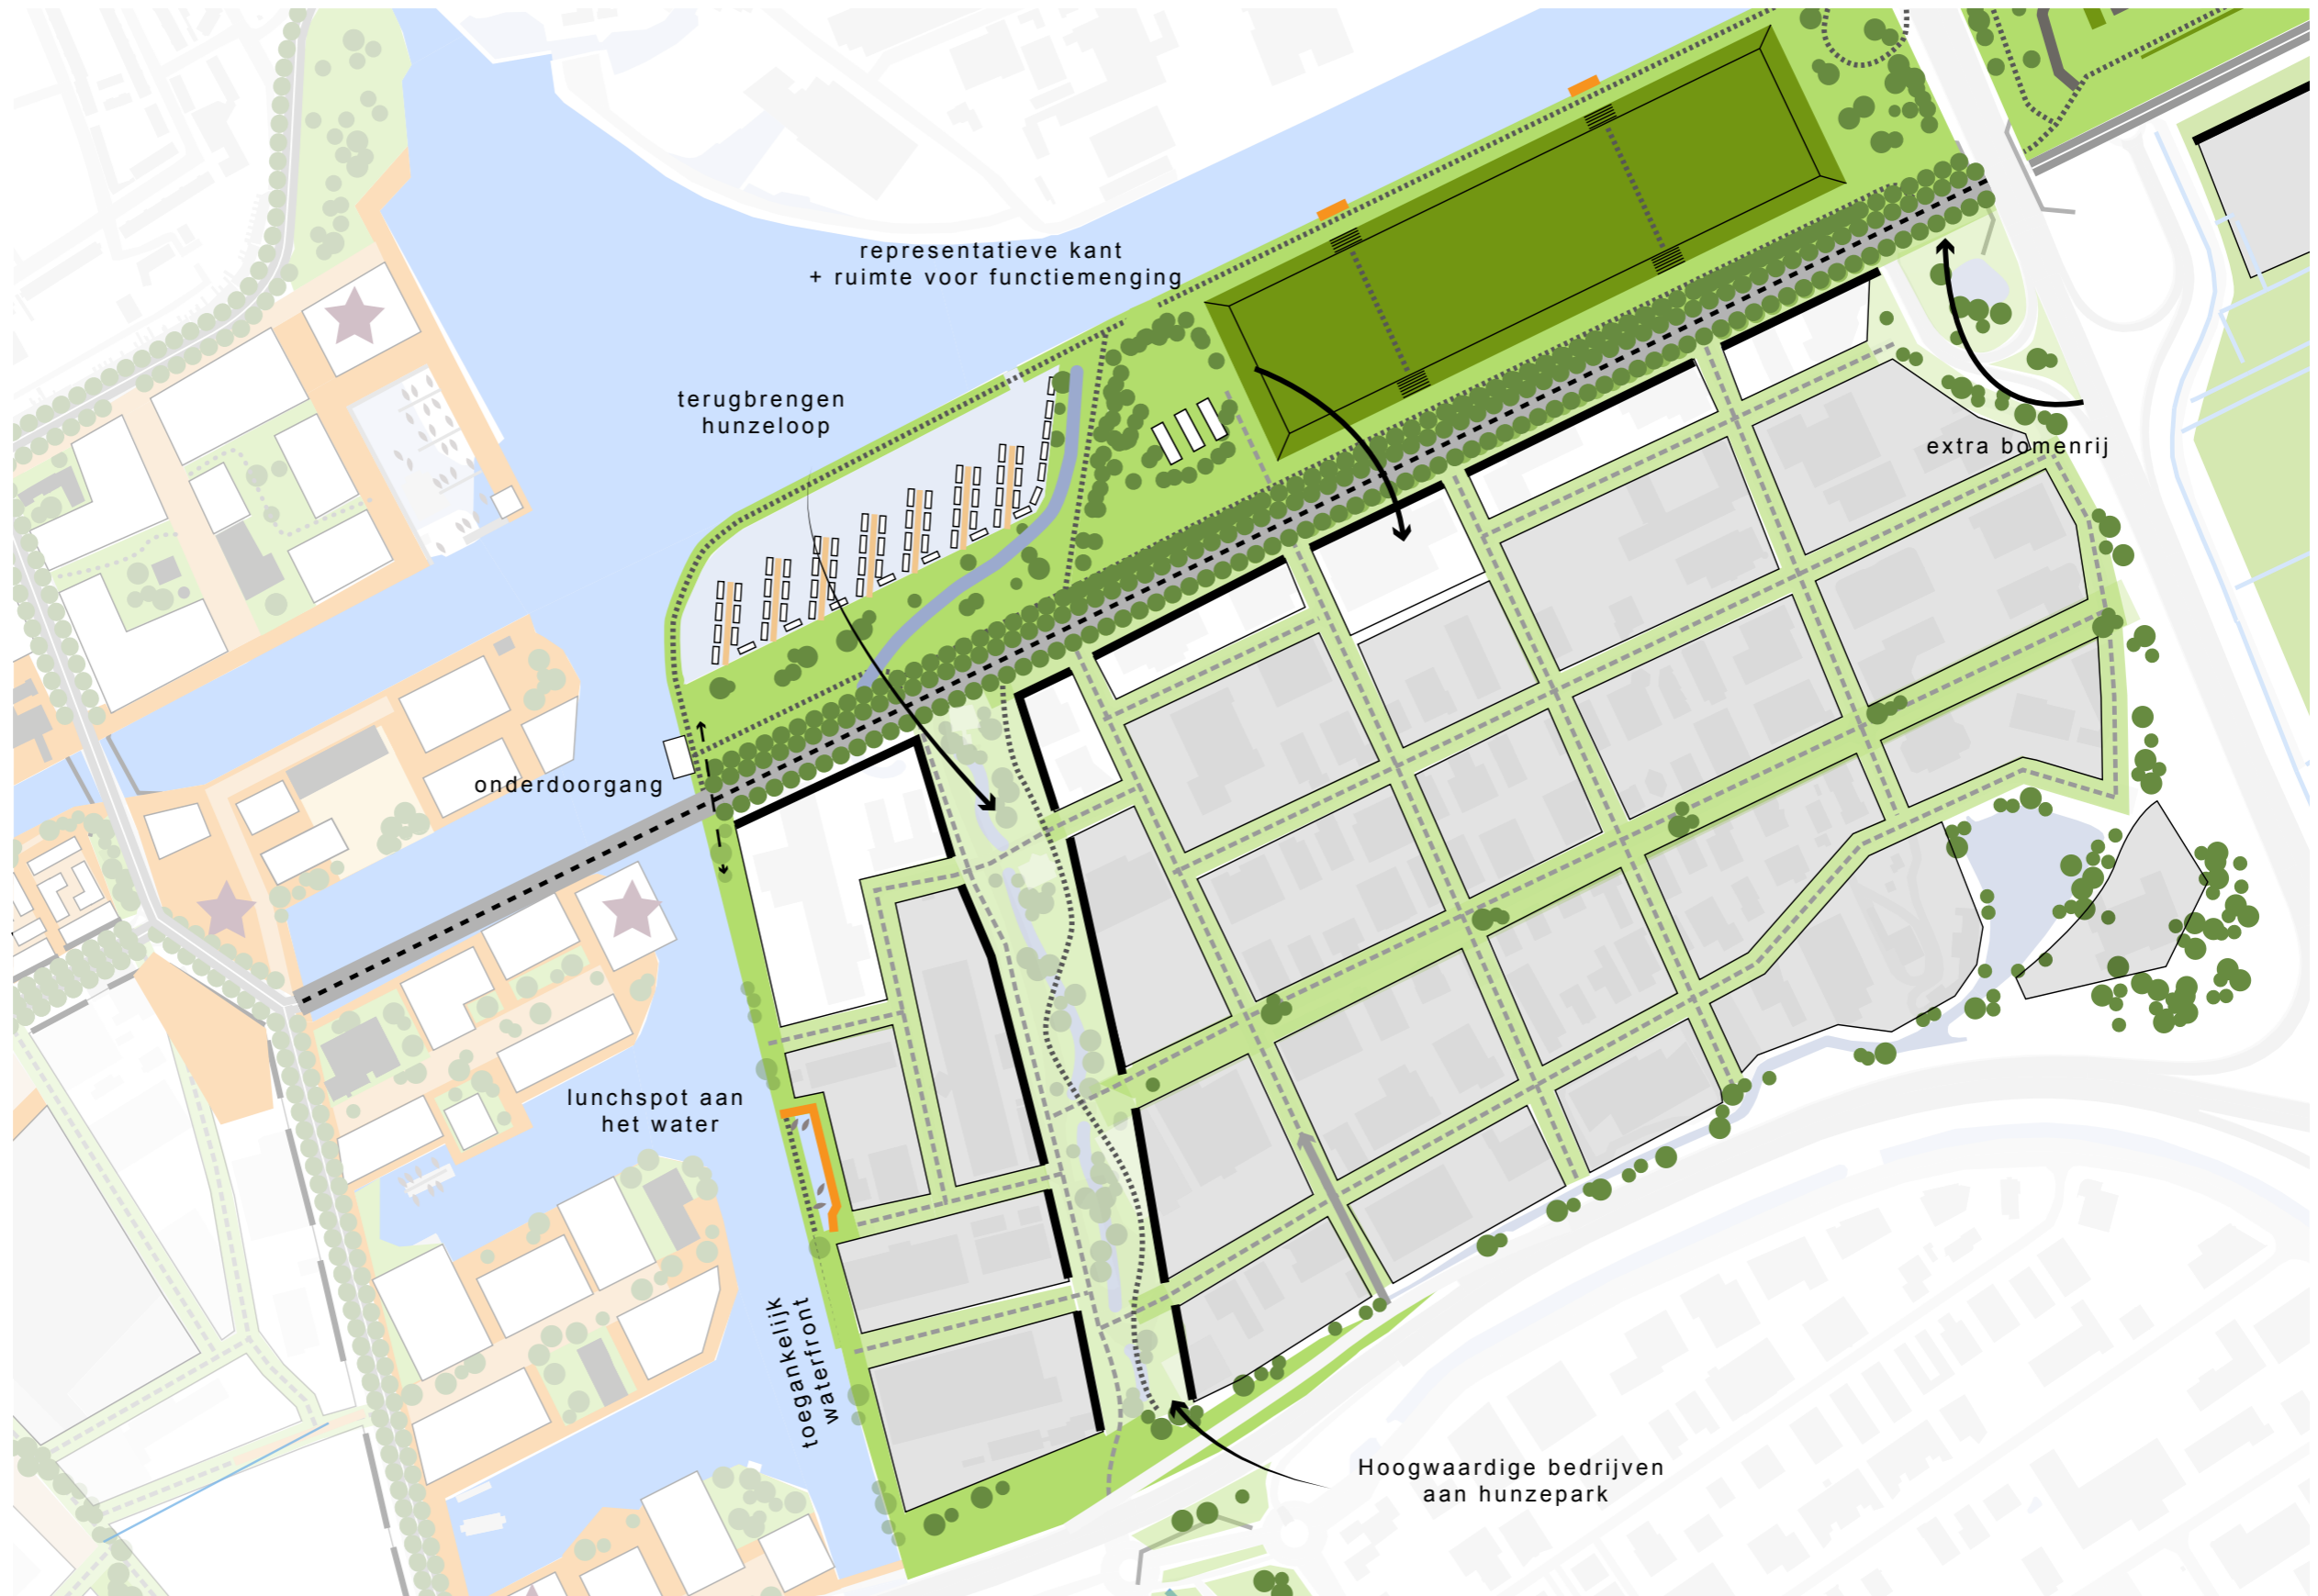 representatieve kant
+ ruimte voor functiemenging
terugbrengen
hunzeloop
extra bomenrij
onderdoorgang
lunchspot aan
het water
toegankelijk
waterfront
Hoogwaardige bedrijven
aan hunzepark